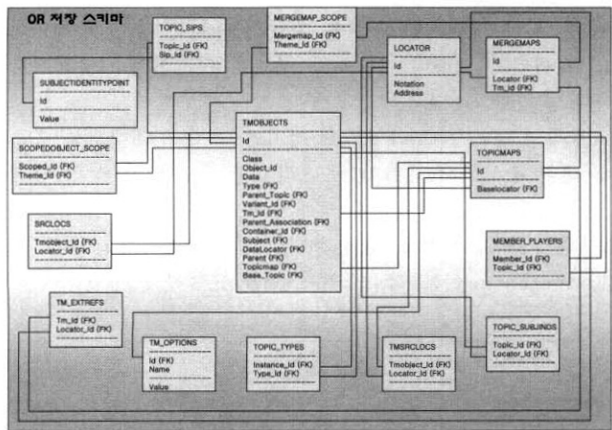 OR 저장 스키마
TOPIC_SIPS
Topic_Id (FK)
Sip_Id (FK)
MERGEMAP_SCOPE
Mergemap_Id (FK)
Theme_Id (FK)
LOCATOR
Id
Notation
Address
MERGEMAPS
Id
Locator (FK)
Tm_Id (FK)
SUBJECTIDENTITYPOINT
Id
Value
TMOBJECTS
Id
Class
Object_Id
Data
Type (FK)
Parent_Topic (FK)
Variant_Id (FK)
Tm_Id (FK)
Parent_Association (FK)
Container_Id (FK)
Subject (FK)
DataLocator (FK)
Parent (FK)
Topicmap (FK)
Base_Topic (FK)
SCOPEDOBJECT_SCOPE
Scoped_Id (FK)
Theme_Id (FK)
TOPICMAPS
Id
Baselocator (FK)
SRCLOCS
Tmobject_Id (FK)
Locator_Id (FK)
MEMBER_PLAYERS
Member_Id (FK)
Topic_Id (FK)
TM_EXTREFS
Tm_Id (FK)
Locator_Id (FK)
TM_OPTIONS
Id (FK)
Name
Value
TOPIC_TYPES
Instance_Id (FK)
Type_Id (FK)
TMSRCLOCS
Tmobject_Id (FK)
Locator_Id (FK)
TOPIC_SUBJINDS
Topic_Id (FK)
Locator_Id (FK)